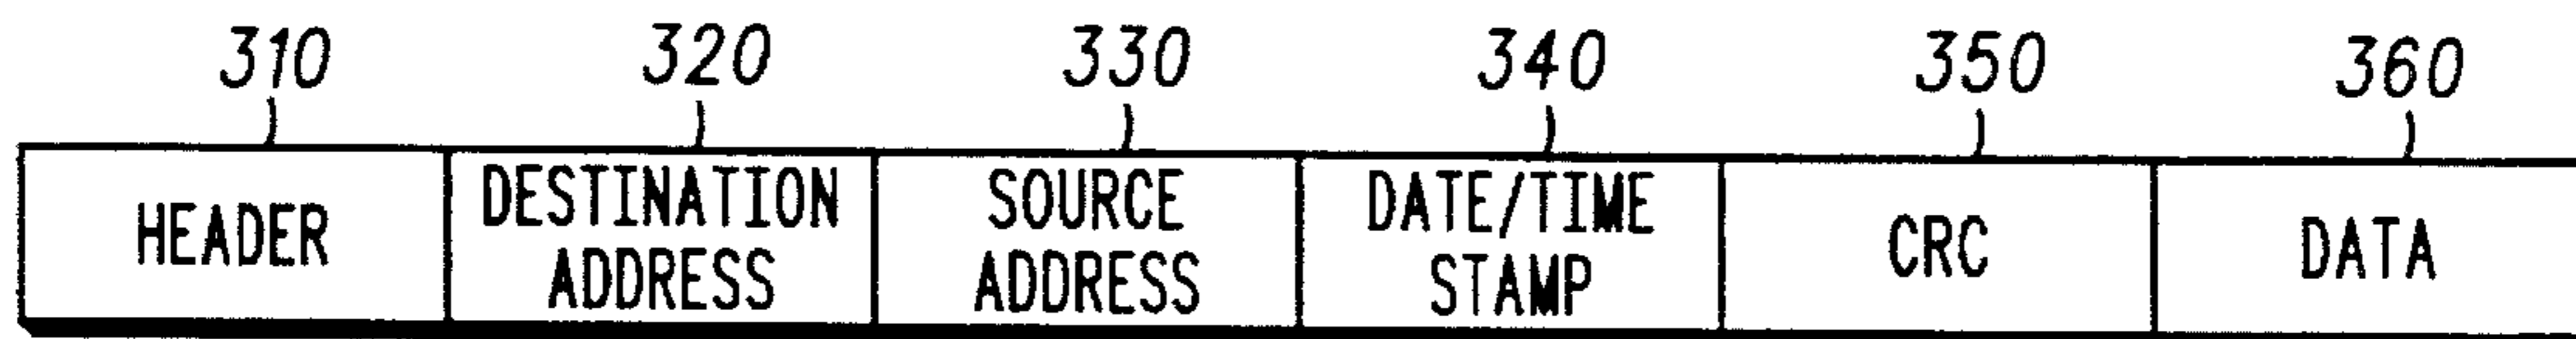 310 320 330 340 350 360
HEADER
DESTINATION
ADDRESS
SOURCE
ADDRESS
DATE/TIME
STAMP
CRC
DATA